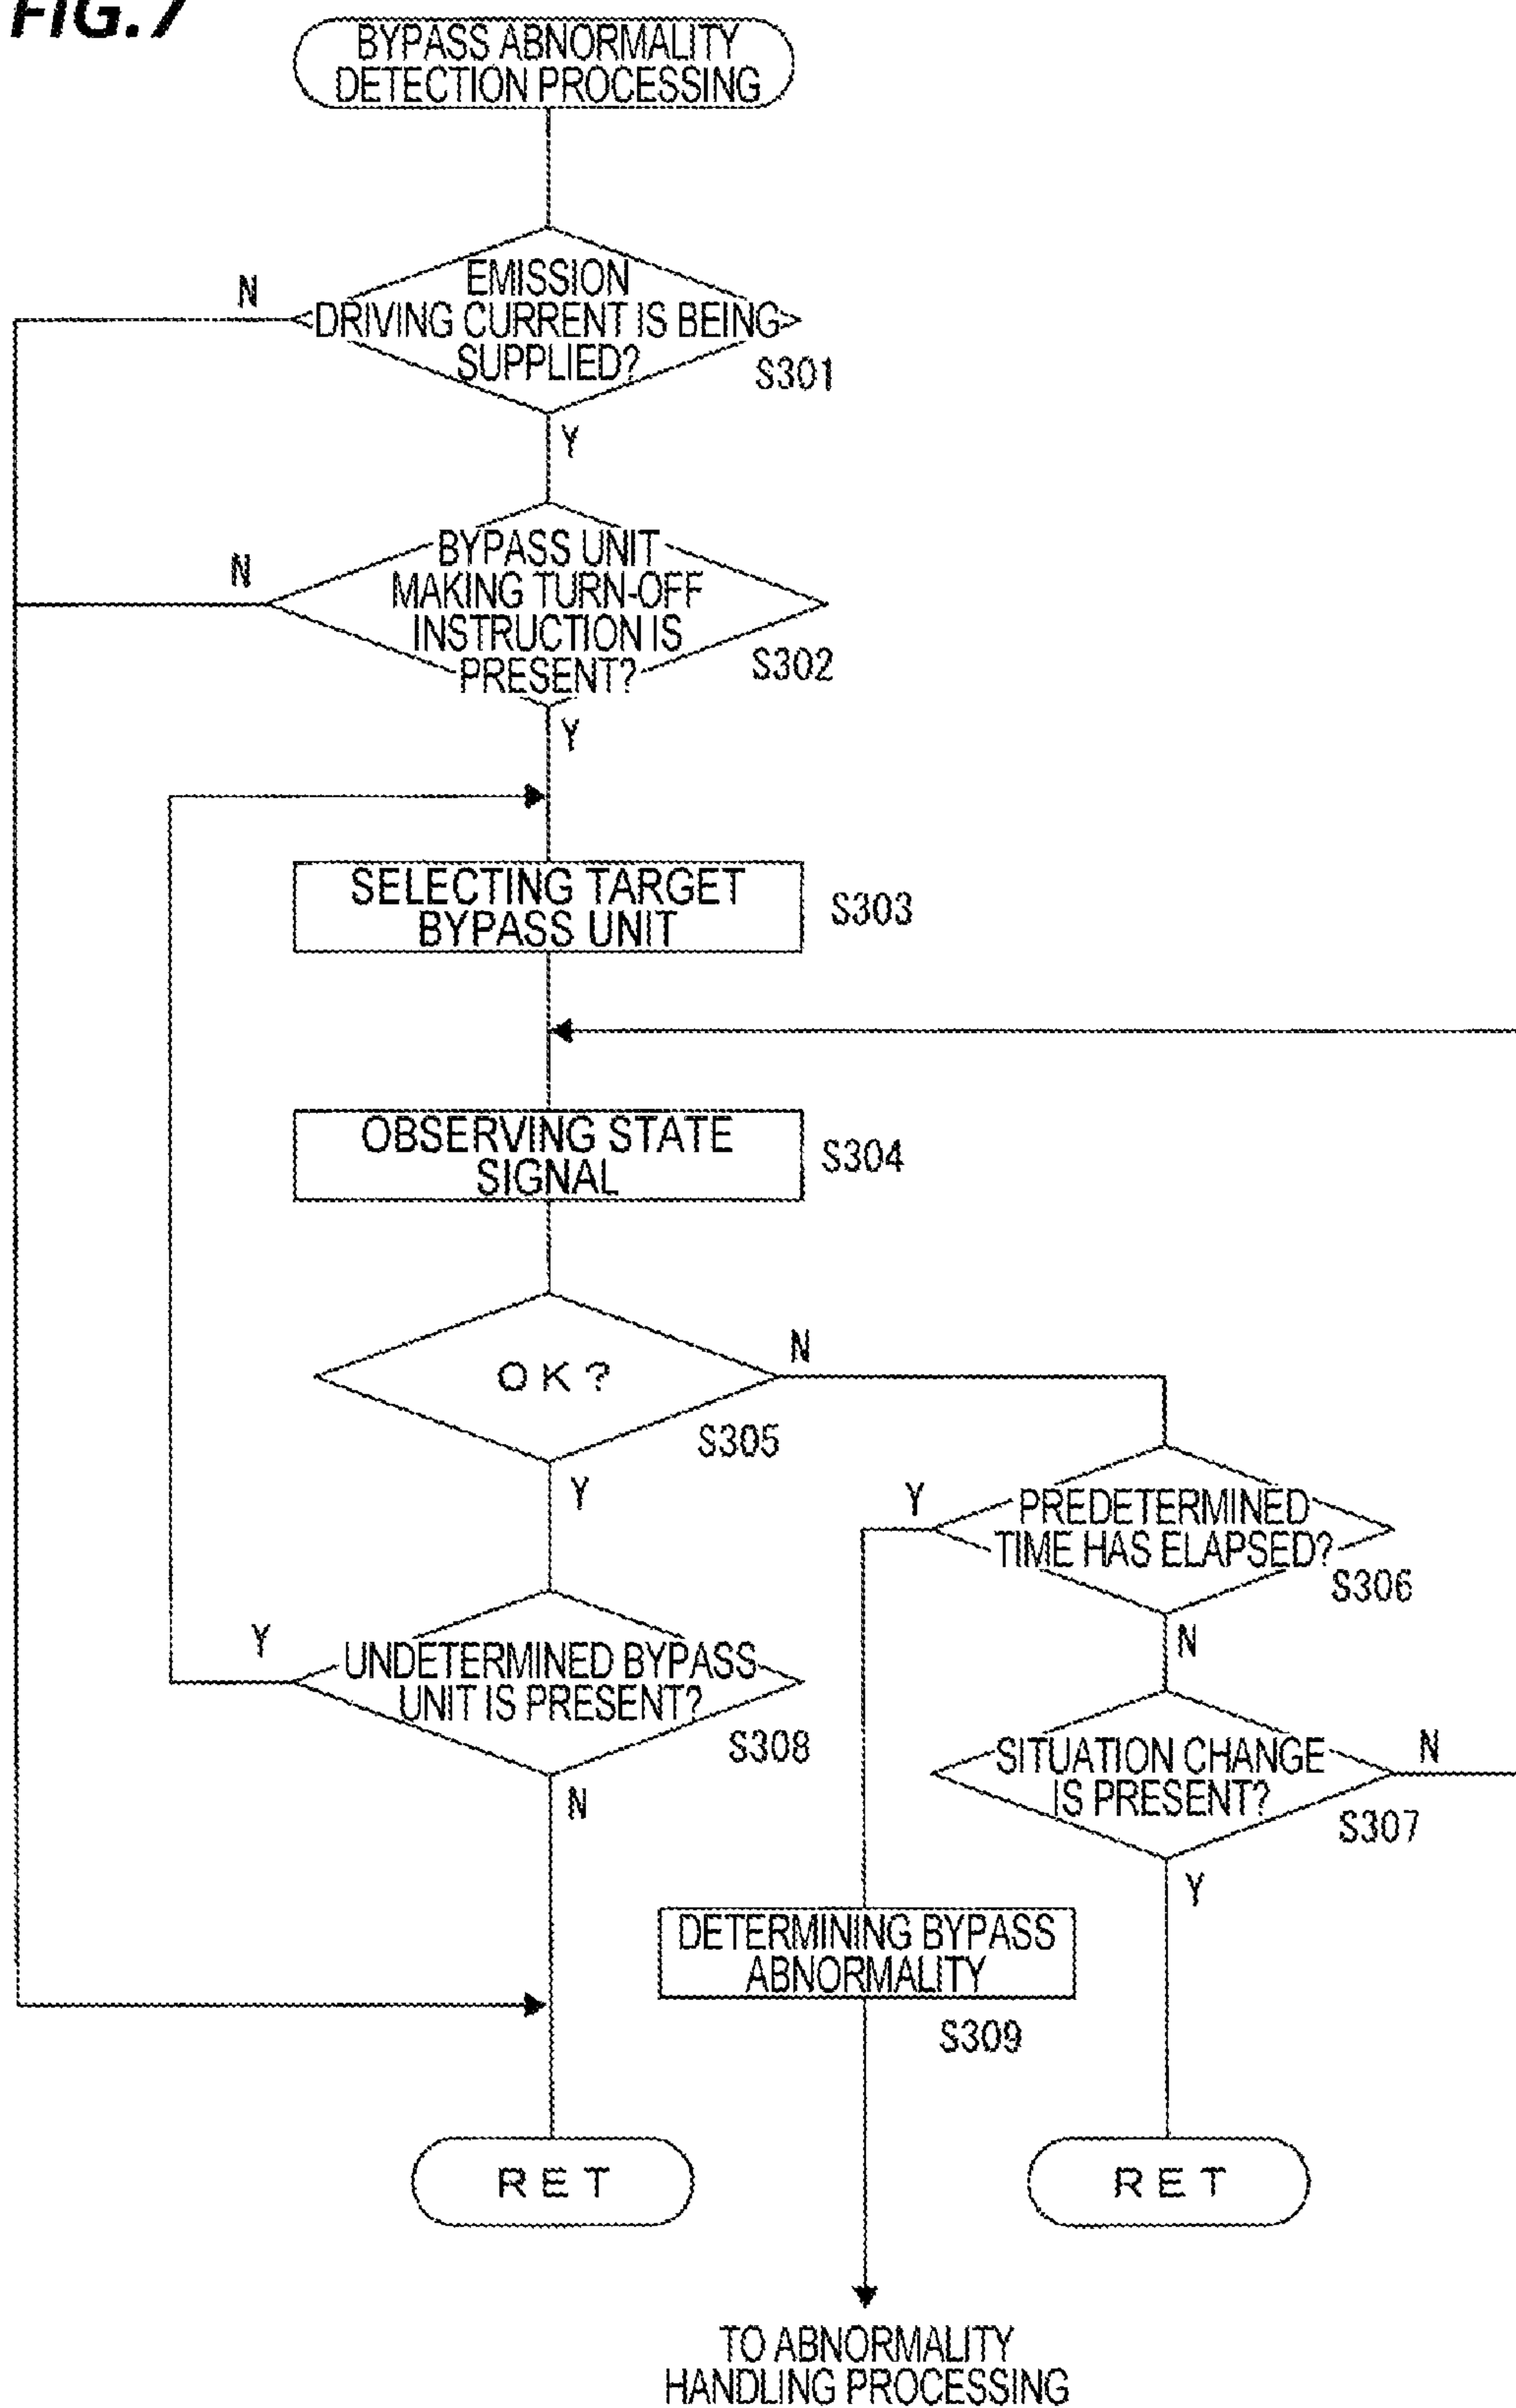 FIG. 7
BYPASS ABNORMALITY
DETECTION PROCESSING
EMISSION
DRIVING CURRENT IS BEING
SUPPLIED?
N
S301
Y
BYPASS UNIT
MAKING TURN-OFF
INSTRUCTION IS
PRESENT?
N
S302
Y
SELECTING TARGET
BYPASS UNIT
S303
OBSERVING STATE
SIGNAL
S304
OK?
N
S305
Y
PREDETERMINED
TIME HAS ELAPSED?
Y
S306
N
UNDETERMINED BYPASS
UNIT IS PRESENT?
Y
S308
N
SITUATION CHANGE
IS PRESENT?
N
S307
Y
DETERMINING BYPASS
ABNORMALITY
S309
RET
RET
TO ABNORMALITY
HANDLING PROCESSING